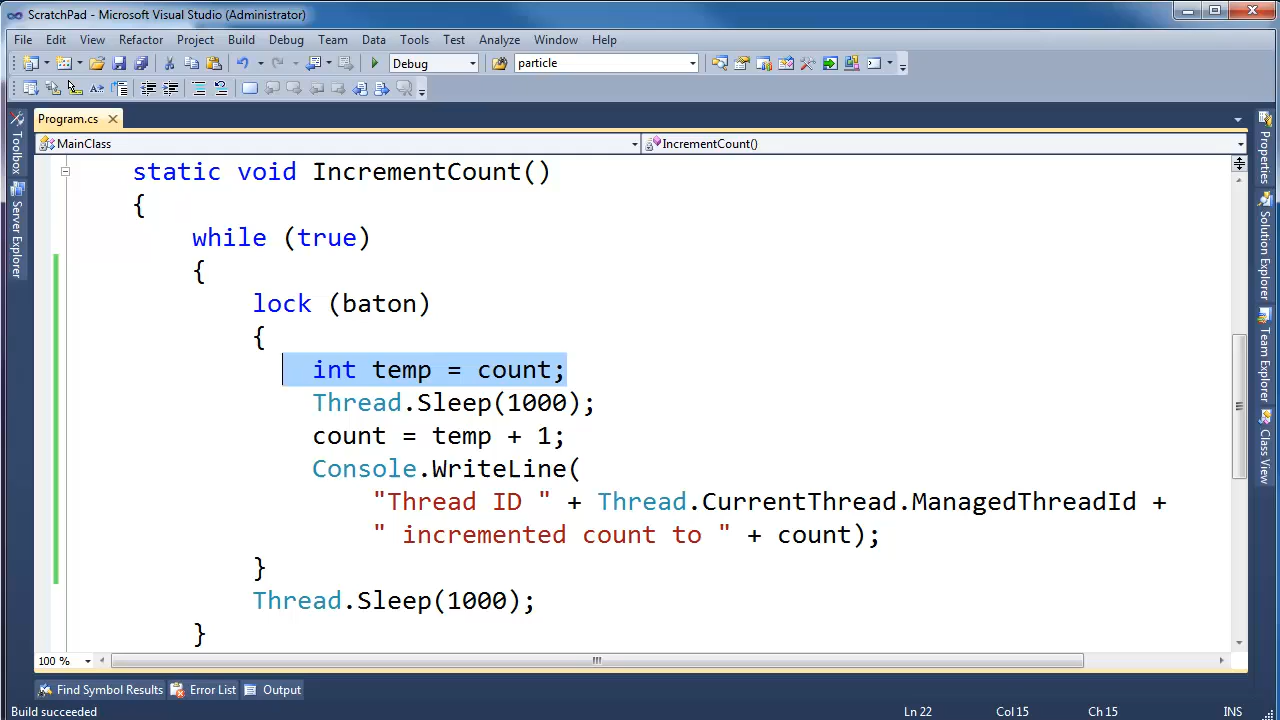 ScratchPad - Microsoft Visual Studio (Administrator)
File Edit View Refactor Project Build Debug Team Data Tools Test Analyze Window Help
Debug particle
Program.cs
MainClass IncrementCount()
static void IncrementCount()
{
while (true)
{
lock (baton)
{
int temp = count;
Thread.Sleep(1000);
count = temp + 1;
Console.WriteLine(
"Thread ID " + Thread.CurrentThread.ManagedThreadId +
" incremented count to " + count);
}
Thread.Sleep(1000);
}
100 %
Toolbox
Server Explorer
Properties
Solution Explorer
Team Explorer
Class View
Find Symbol Results Error List Output
Build succeeded Ln 22 Col 15 Ch 15 INS